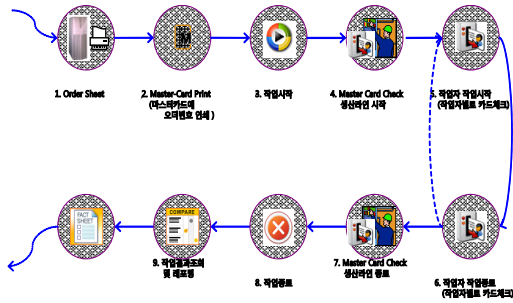 1. Order Sheet
2. Master-Card Print
(마스터카드에
오더번호 인쇄 )
3. 작업시작
4. Master Card Check
생산라인 시작
5. 작업자 작업시작
(작업자별로 카드체크)
FACT
SHEET
COMPARE
9. 작업결과조회
및 레포팅
8. 작업종료
7. Master Card Check
생산라인 종료
6. 작업자 작업종료
(작업자별로 카드체크)